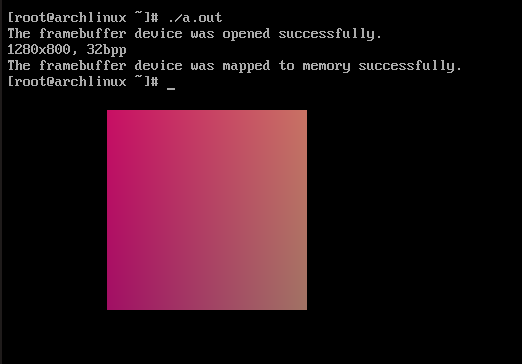 [root@archlinux ~]# ./a.out
The framebuffer device was opened successfully.
1280x800, 32bpp
The framebuffer device was mapped to memory successfully.
[root@archlinux ~]# _